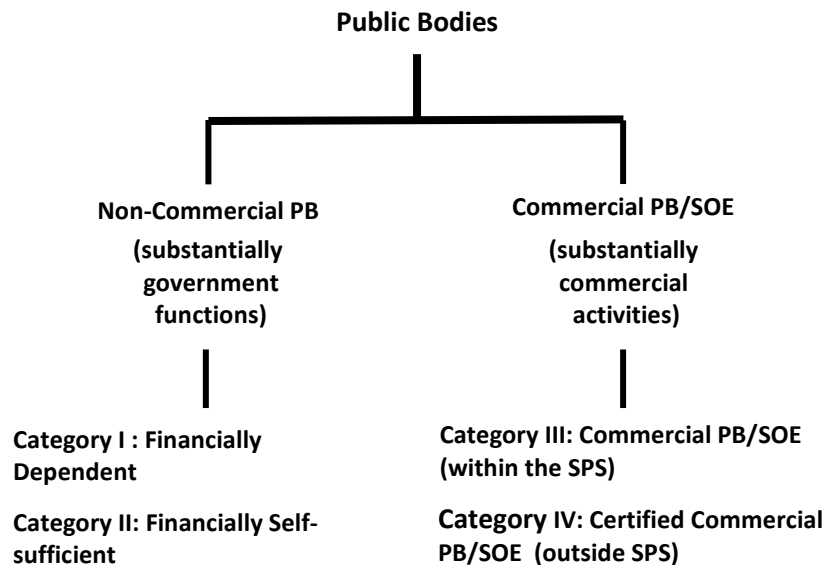 Public Bodies
Non-Commercial PB
(substantially
government
functions)
Commercial PB/SOE
(substantially
commercial
activities)
Category I : Financially
Dependent
Category II: Financially Self-
sufficient
Category III: Commercial PB/SOE
(within the SPS)
Category IV: Certified Commercial
PB/SOE (outside SPS)